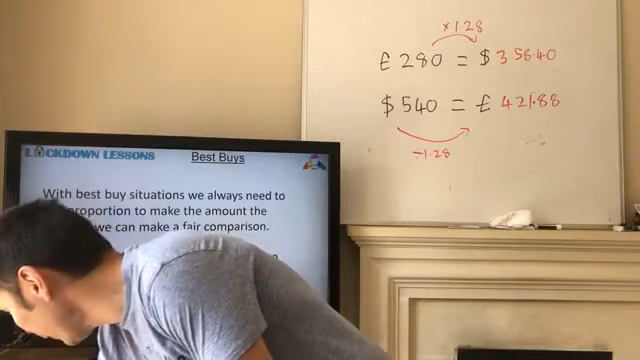 ×1.28
£280 = $358.40
$540 = £421.88
÷1.28
LOCKDOWN LESSONS
Best Buys
With best buy situations we always need to
proportion to make the amount the
we can make a fair comparison.